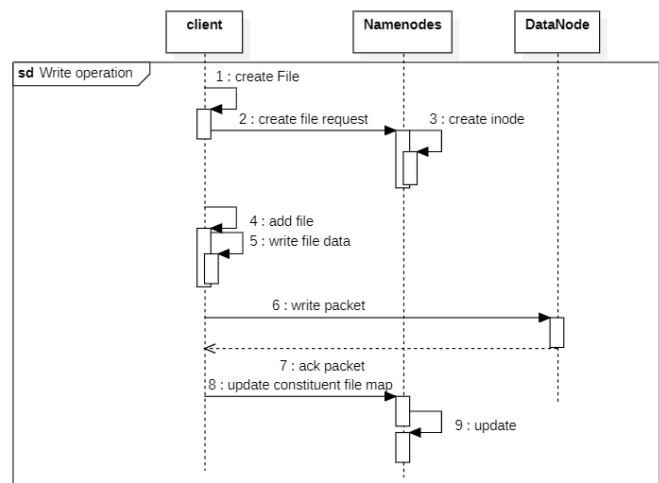 client
Namenodes
DataNode
sd Write operation
1 : create File
2 : create file request
3 : create inode
4 : add file
5 : write file data
6 : write packet
7 : ack packet
8 : update constituent file map
9 : update